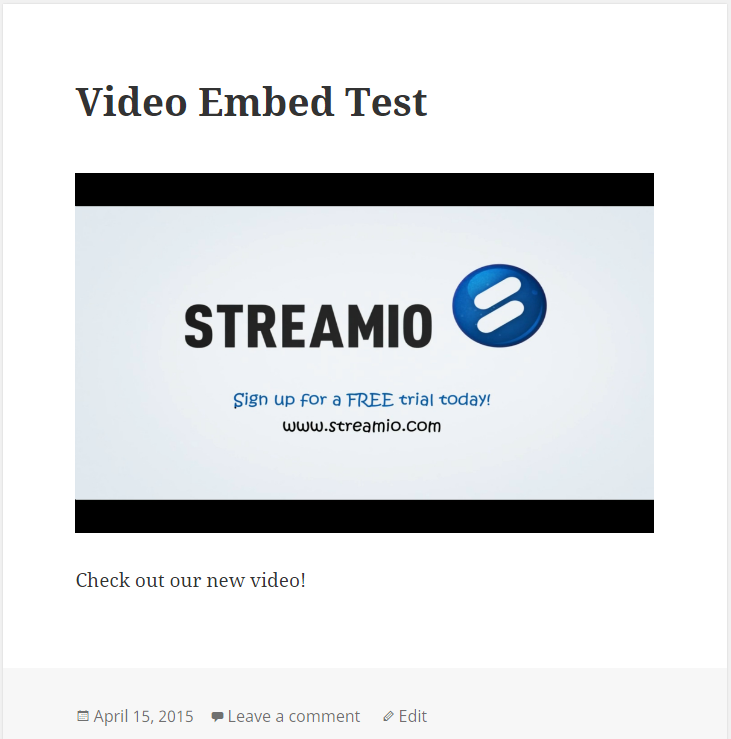 Video Embed Test
STREAMIO
Sign up for a FREE trial today!
www.streamio.com
Check out our new video!
April 15, 2015 Leave a comment Edit